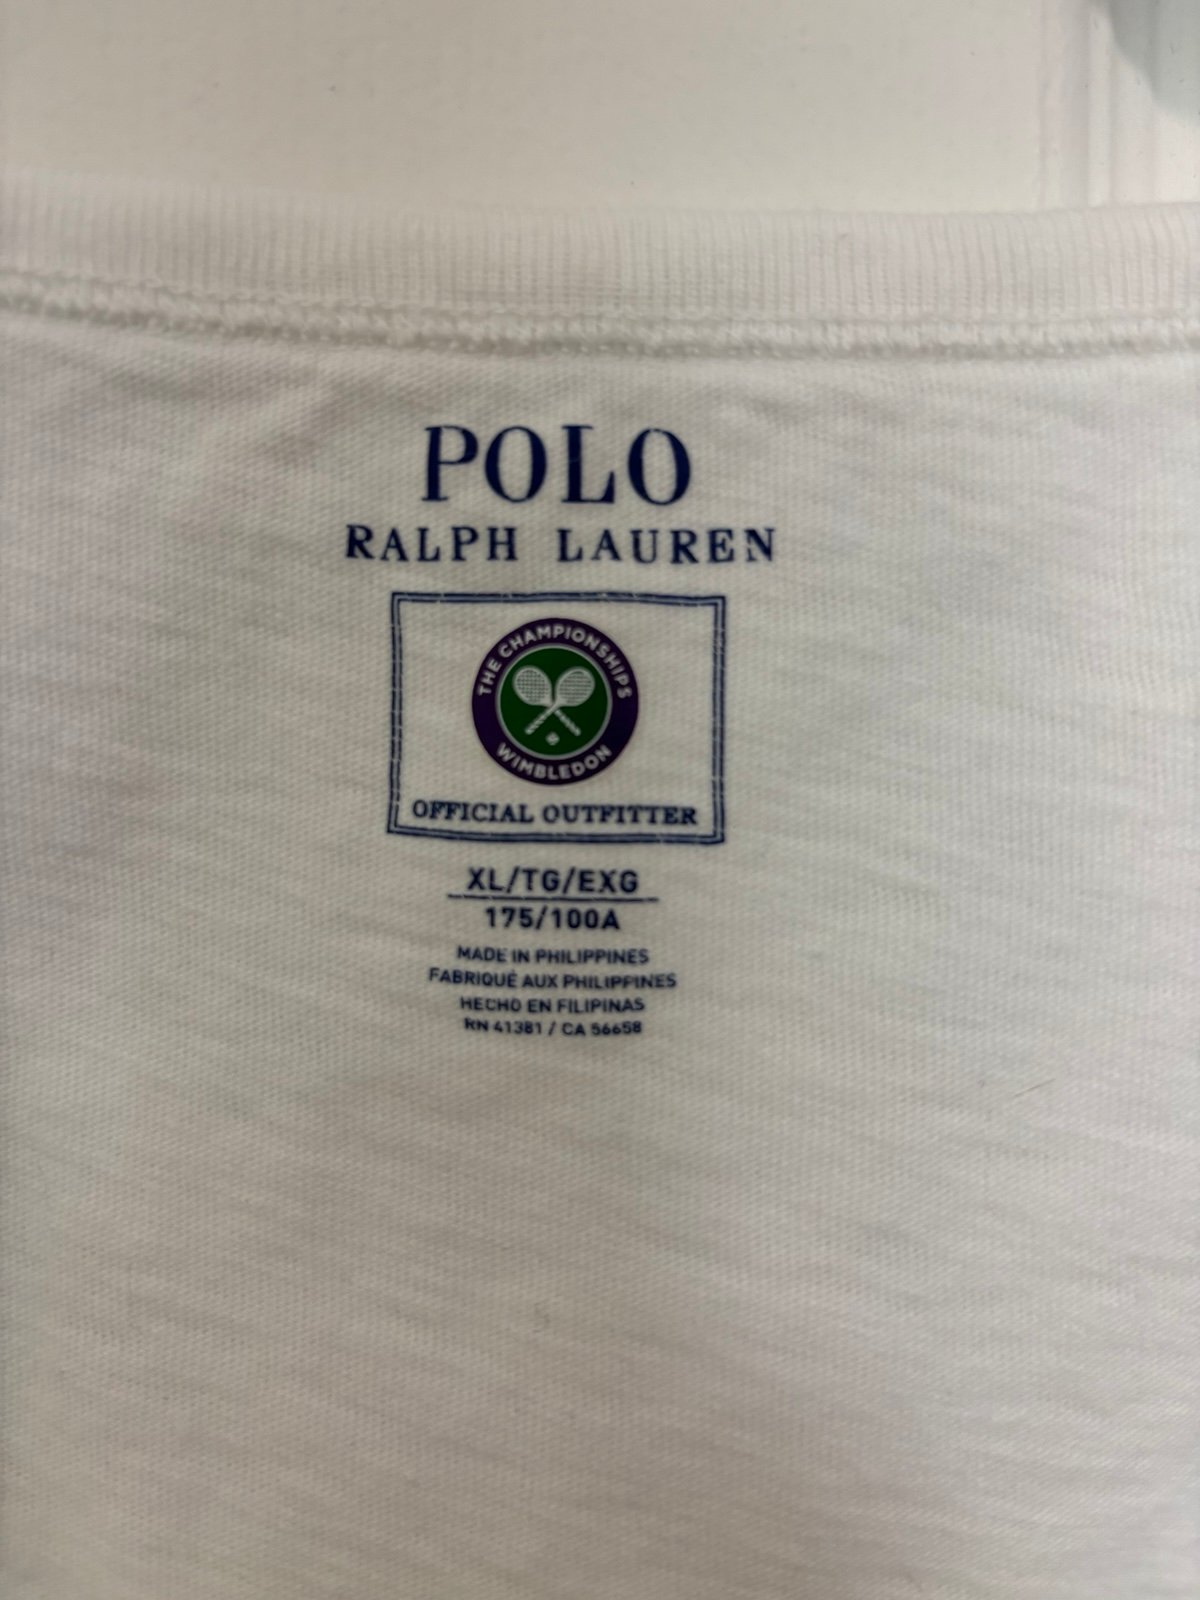 POLO
RALPH LAUREN
THE CHAMPIONSHIPS
WIMBLEDON
OFFICIAL OUTFITTER
XL/TG/EXG
175/100A
MADE IN PHILIPPINES
FABRIQUÉ AUX PHILIPPINES
HECHO EN FILIPINAS
RN 41381 / CA 56658